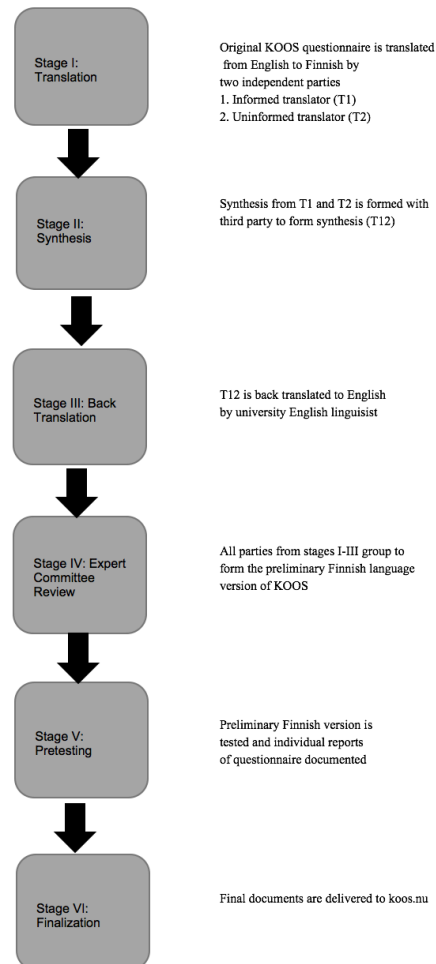 Stage I:
Translation
Original KOOS questionnaire is translated
from English to Finnish by
two independent parties
1. Informed translator (T1)
2. Uninformed translator (T2)
Stage II:
Synthesis
Synthesis from T1 and T2 is formed with
third party to form synthesis (T12)
Stage III: Back
Translation
T12 is back translated to English
by university English linguisist
Stage IV: Expert
Committee
Review
All parties from stages I-III group to
form the preliminary Finnish language
version of KOOS
Stage V:
Pretesting
Preliminary Finnish version is
tested and individual reports
of questionnaire documented
Stage VI:
Finalization
Final documents are delivered to koos.nu